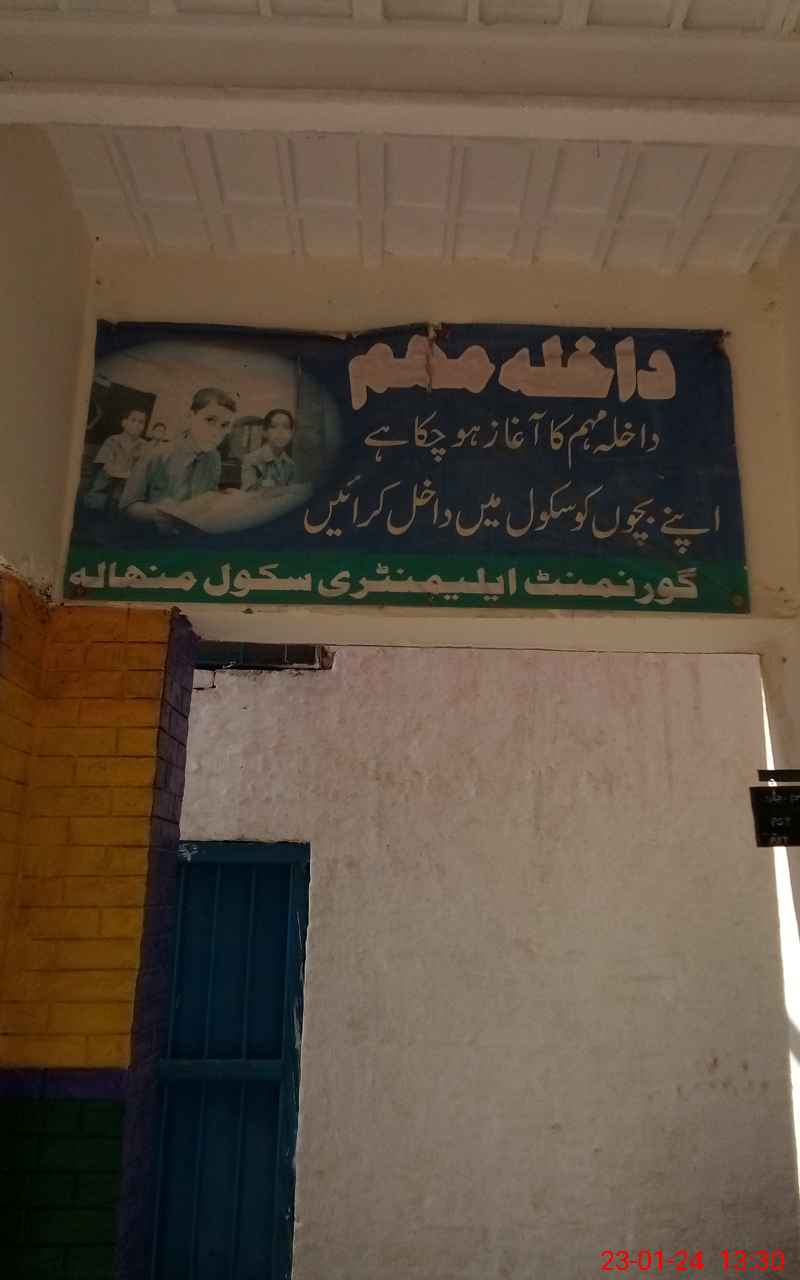 داخلہ مہم
داخلہ مہم کا آغاز ہو چکا ہے
اپنے بچوں کو سکول میں داخل کرائیں
گورنمنٹ ایلیمنٹری سکول منھالہ
23-01-24 13:30